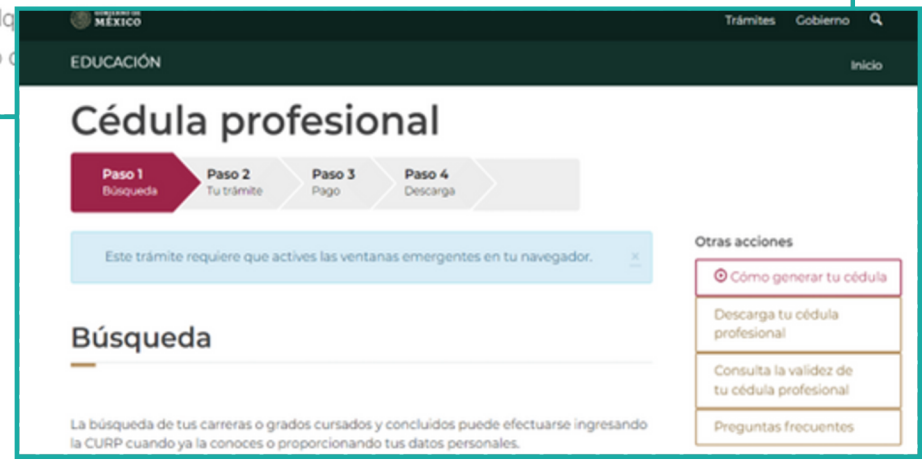 GOBIERNO DE
MÉXICO
Trámites Gobierno
EDUCACIÓN
Inicio
Cédula profesional
Paso 1
Búsqueda
Paso 2
Tu trámite
Paso 3
Pago
Paso 4
Descarga
Este trámite requiere que actives las ventanas emergentes en tu navegador. ×
Búsqueda
La búsqueda de tus carreras o grados cursados y concluidos puede efectuarse ingresando
la CURP cuando ya la conoces o proporcionando tus datos personales.
Otras acciones
Cómo generar tu cédula
Descarga tu cédula
profesional
Consulta la validez de
tu cédula profesional
Preguntas frecuentes